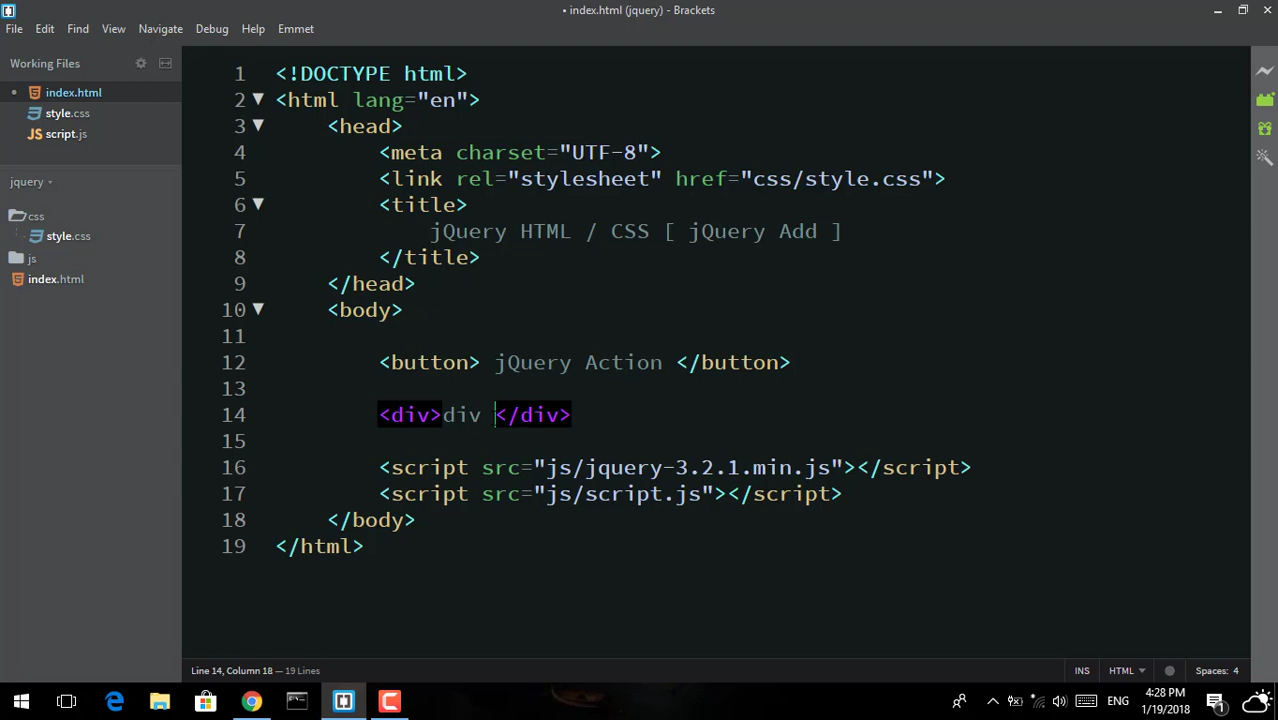 • index.html (jquery) - Brackets
File Edit Find View Navigate Debug Help Emmet
Working Files
index.html
style.css
JS script.js
jquery
css
style.css
js
index.html
1 <!DOCTYPE html>
2 <html lang="en">
3 <head>
4 <meta charset="UTF-8">
5 <link rel="stylesheet" href="css/style.css">
6 <title>
7 jQuery HTML / CSS [ jQuery Add ]
8 </title>
9 </head>
10 <body>
11
12 <button> jQuery Action </button>
13
14 <div>div </div>
15
16 <script src="js/jquery-3.2.1.min.js"></script>
17 <script src="js/script.js"></script>
18 </body>
19 </html>
Line 14, Column 18 — 19 Lines
INS HTML Spaces: 4
ENG
4:28 PM
1/19/2018
1